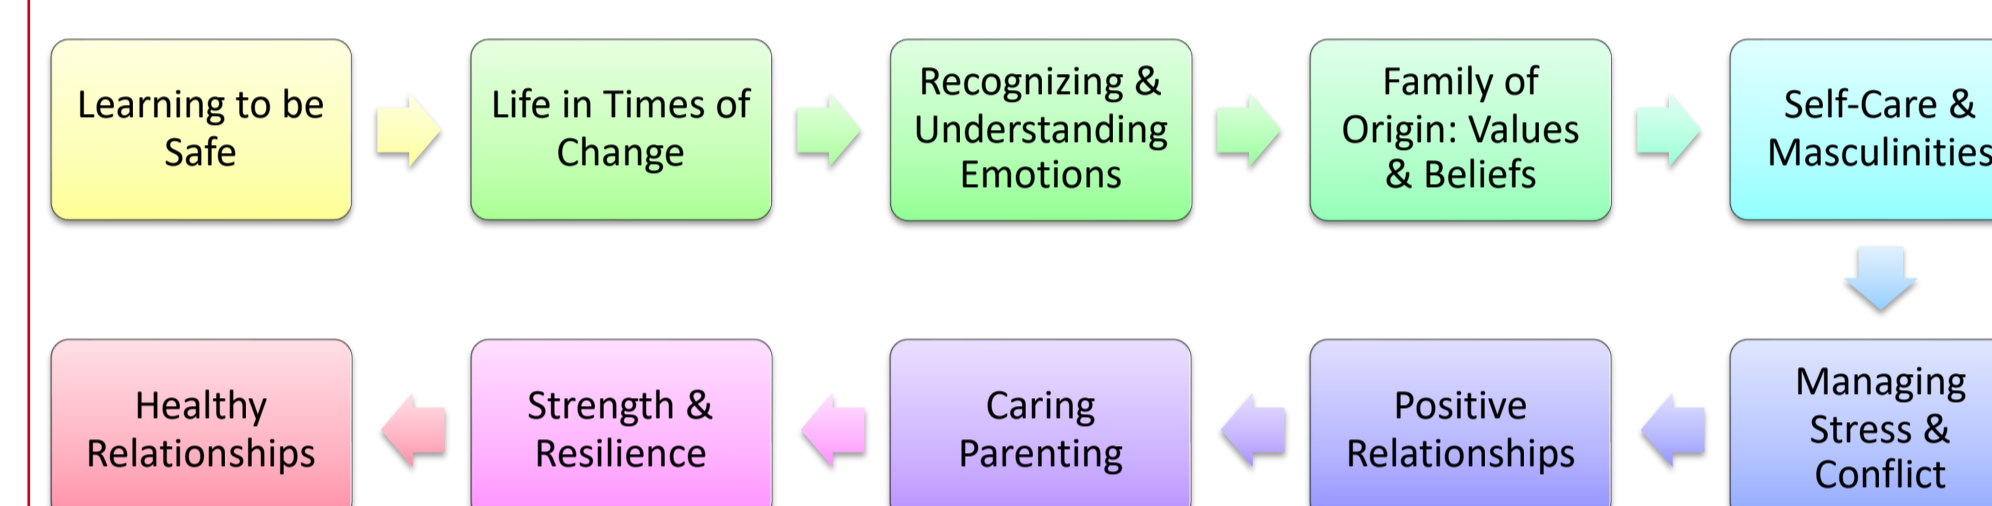 Learning to be
Safe
Life in Times of
Change
Recognizing &
Understanding
Emotions
Family of
Origin: Values
& Beliefs
Self-Care &
Masculinities
Managing
Stress &
Conflict
Positive
Relationships
Caring
Parenting
Strength &
Resilience
Healthy
Relationships